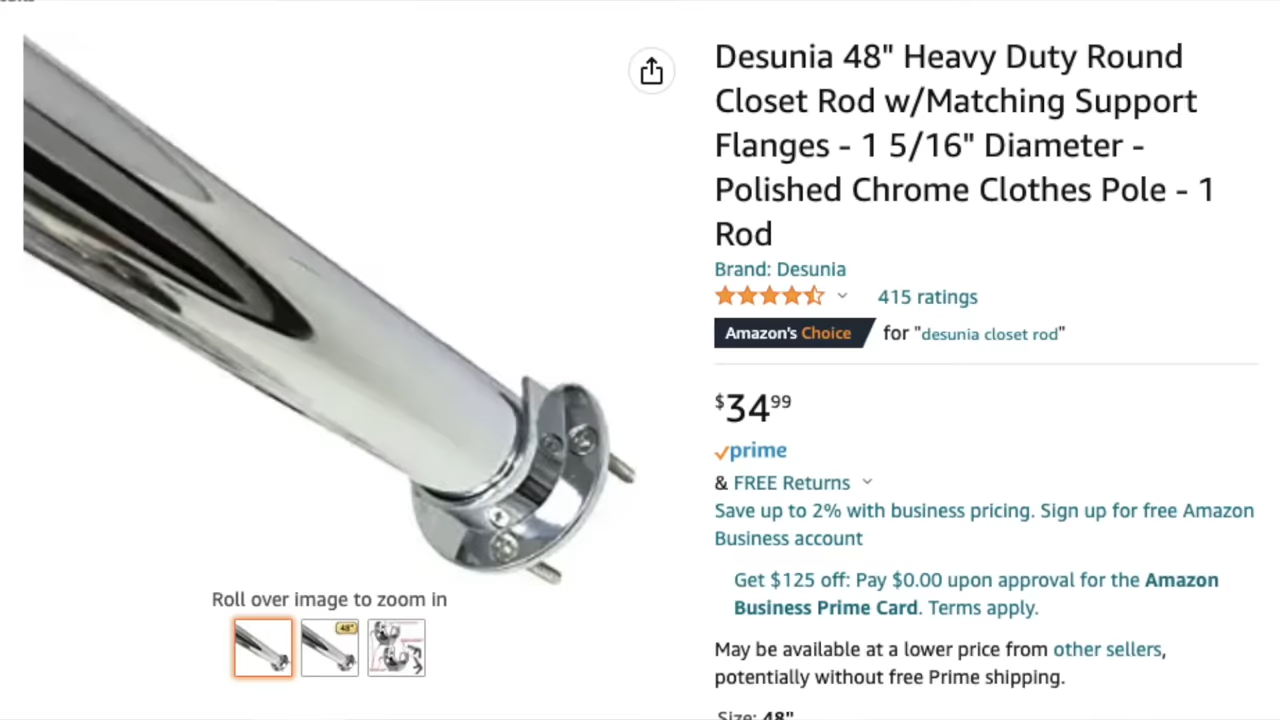 Desunia 48" Heavy Duty Round
Closet Rod w/Matching Support
Flanges - 1 5/16" Diameter -
Polished Chrome Clothes Pole - 1
Rod
Brand: Desunia
415 ratings
Amazon's Choice for "desunia closet rod"
$34.99
prime
& FREE Returns
Save up to 2% with business pricing. Sign up for free Amazon
Business account
Get $125 off: Pay $0.00 upon approval for the Amazon
Business Prime Card. Terms apply.
May be available at a lower price from other sellers,
potentially without free Prime shipping.
Size: 48"
Roll over image to zoom in
48"